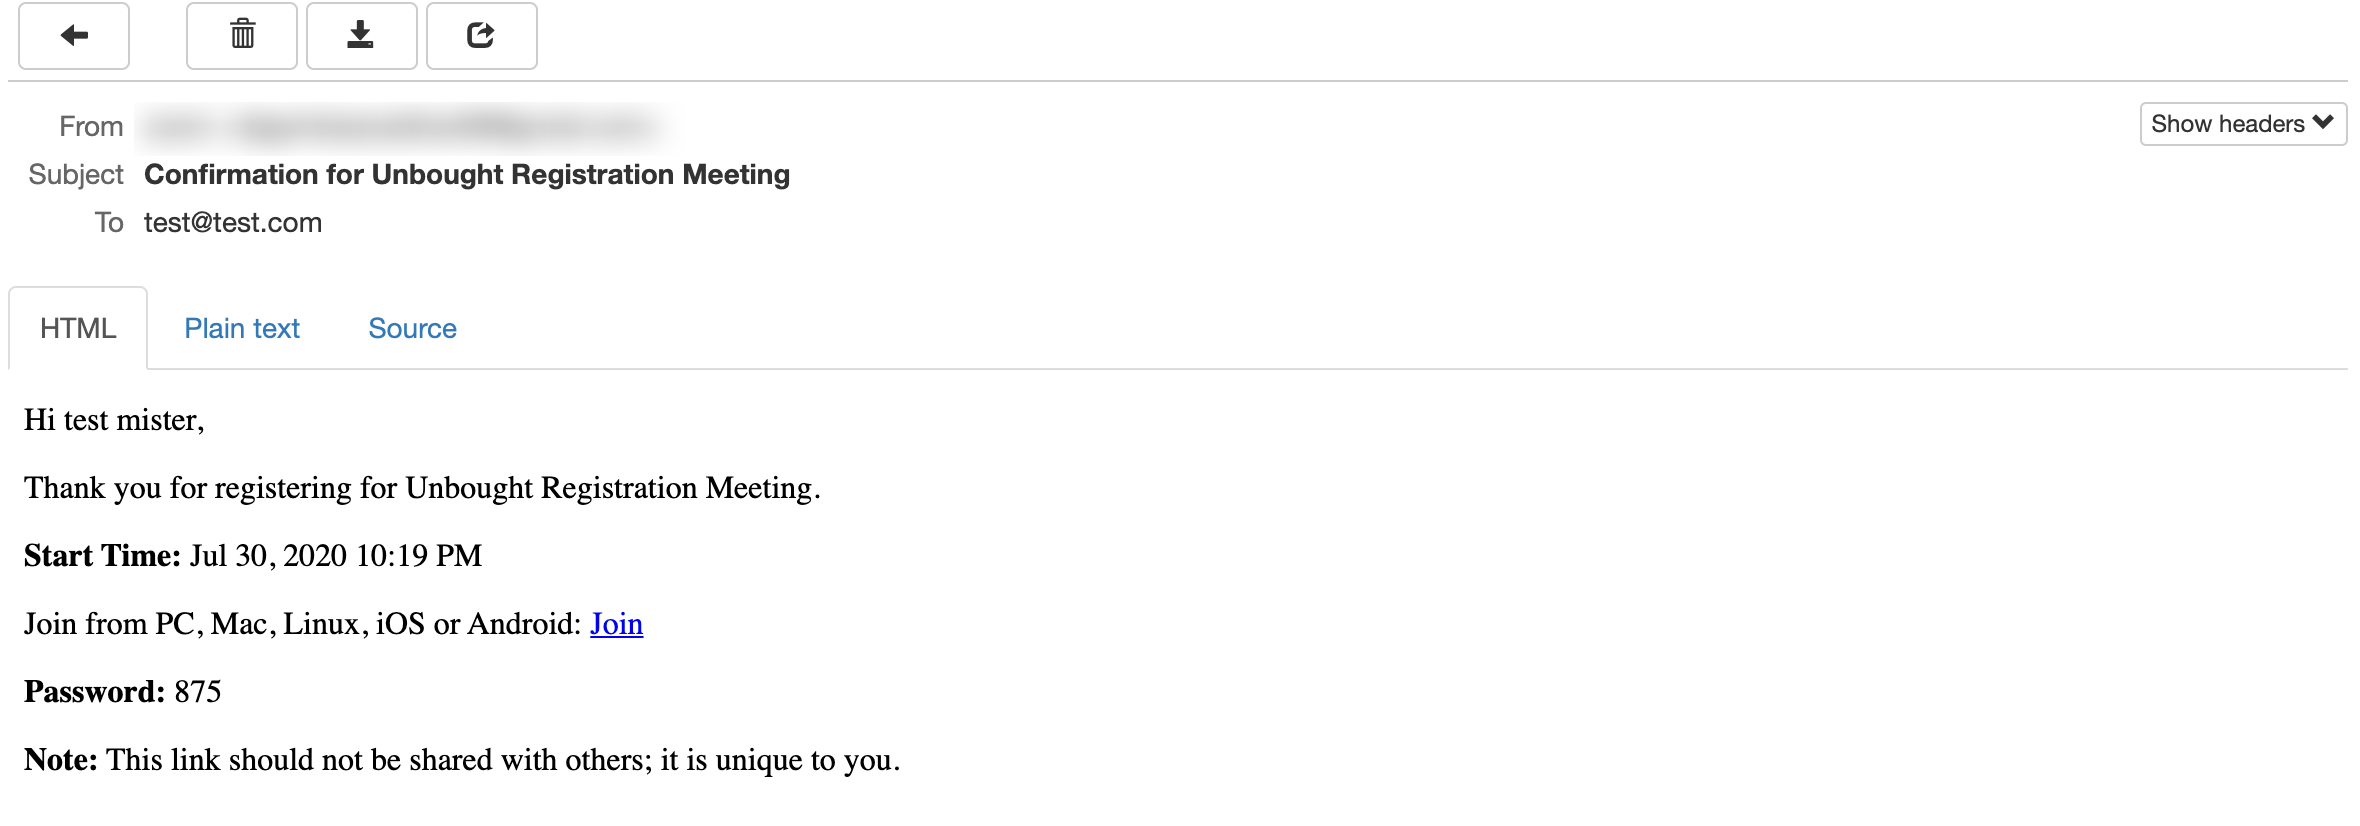 From
Show headers
Subject Confirmation for Unbought Registration Meeting
To test@test.com
HTML Plain text Source
Hi test mister,
Thank you for registering for Unbought Registration Meeting.
Start Time: Jul 30, 2020 10:19 PM
Join from PC, Mac, Linux, iOS or Android: Join
Password: 875
Note: This link should not be shared with others; it is unique to you.